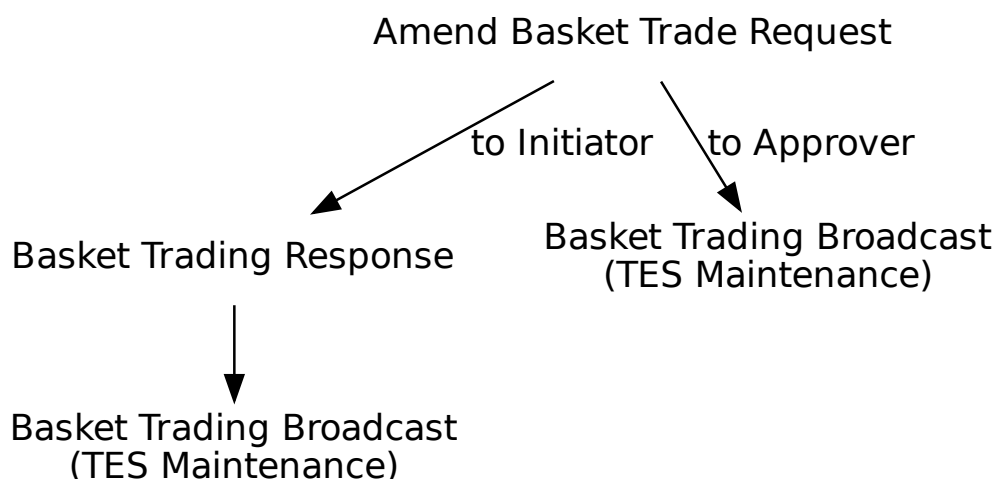 Amend Basket Trade Request
to Initiator
to Approver
Basket Trading Response
Basket Trading Broadcast
(TES Maintenance)
Basket Trading Broadcast
(TES Maintenance)